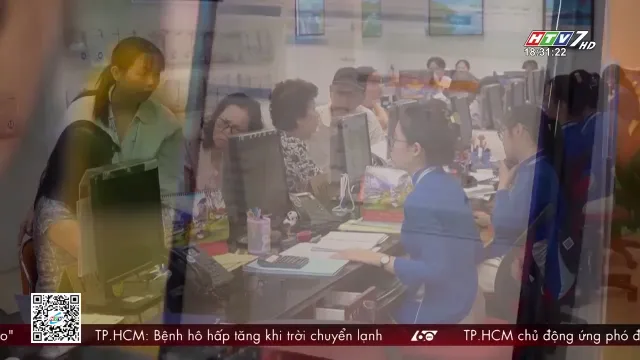 HTV7 HD
18:31:22
o" TP.HCM: Bệnh hô hấp tăng khi trời chuyển lạnh 60 TP.HCM chủ động ứng phó đ